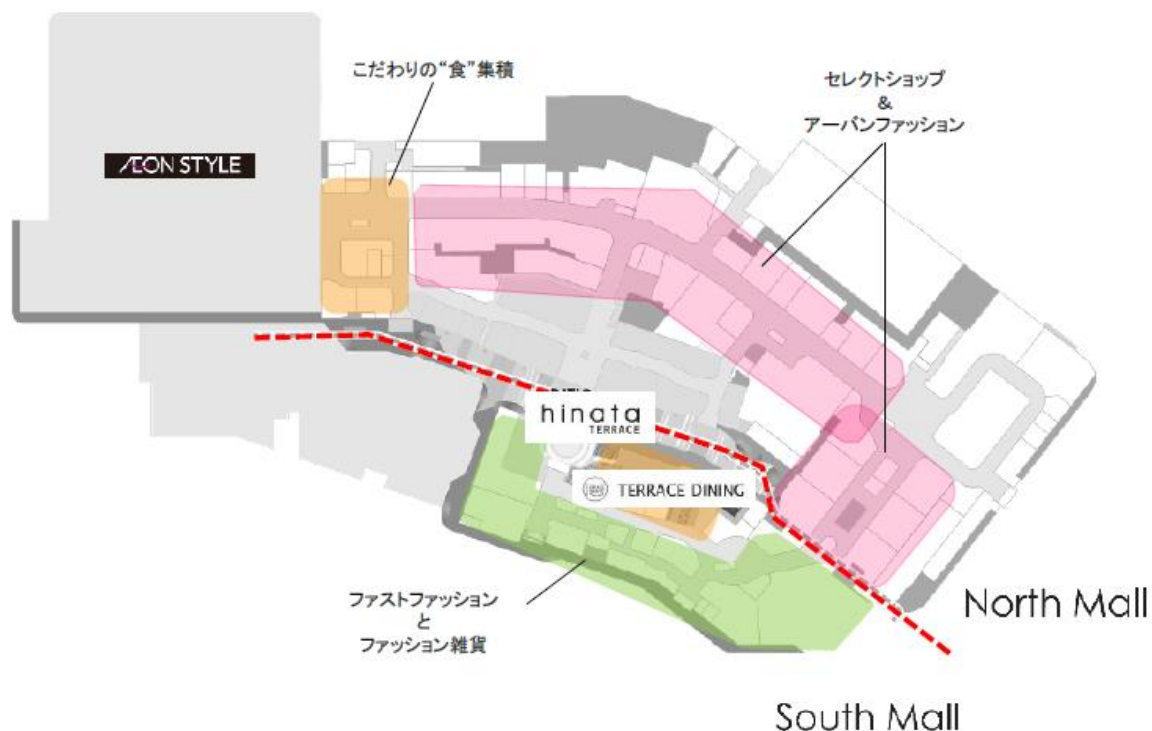 こだわりの“食”集積
セレクトショップ
&
アーバンファッション
ÆON STYLE
hinata
TERRACE
TERRACE DINING
ファストファッション
と
ファッション雑貨
North Mall
South Mall